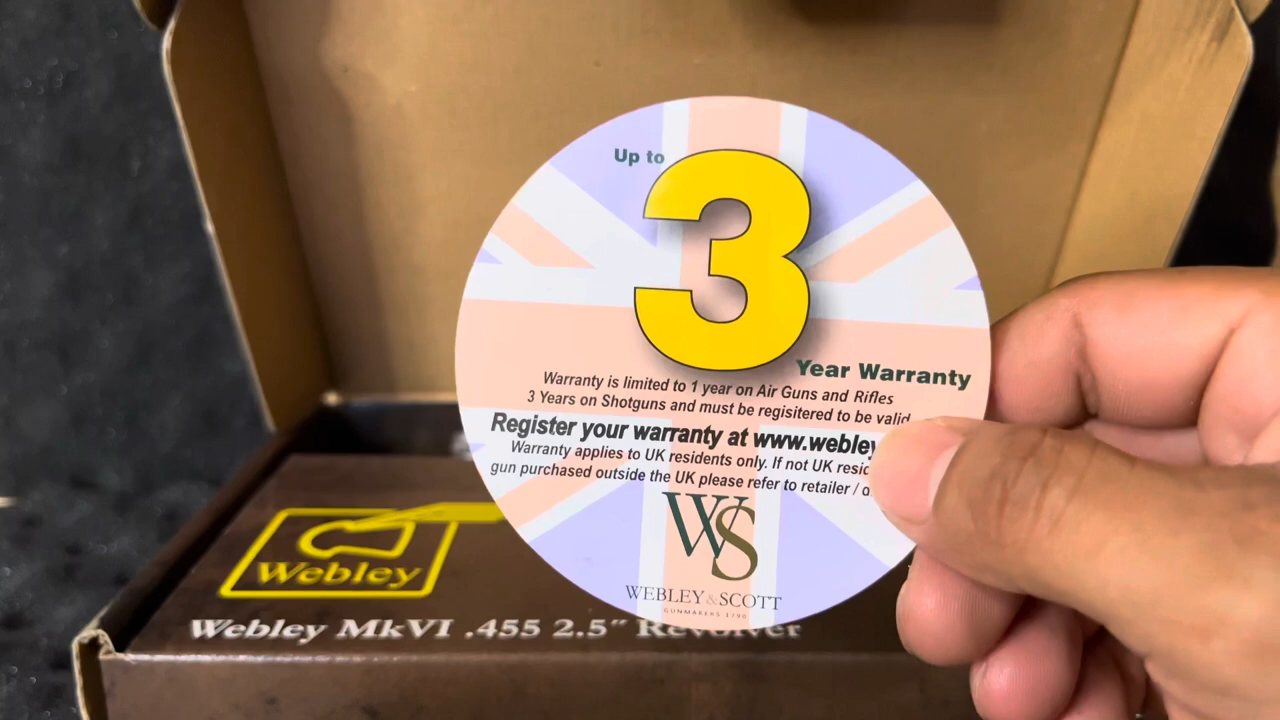 Up to
3
Year Warranty
Warranty is limited to 1 year on Air Guns and Rifles
3 Years on Shotguns and must be regisitered to be valid
Register your warranty at www.webley
Warranty applies to UK residents only. If not UK resid
gun purchased outside the UK please refer to retailer / d
WS
WEBLEY & SCOTT
GUNMAKERS 1790
Webley
Webley MkVI .455 2.5″ Revolver